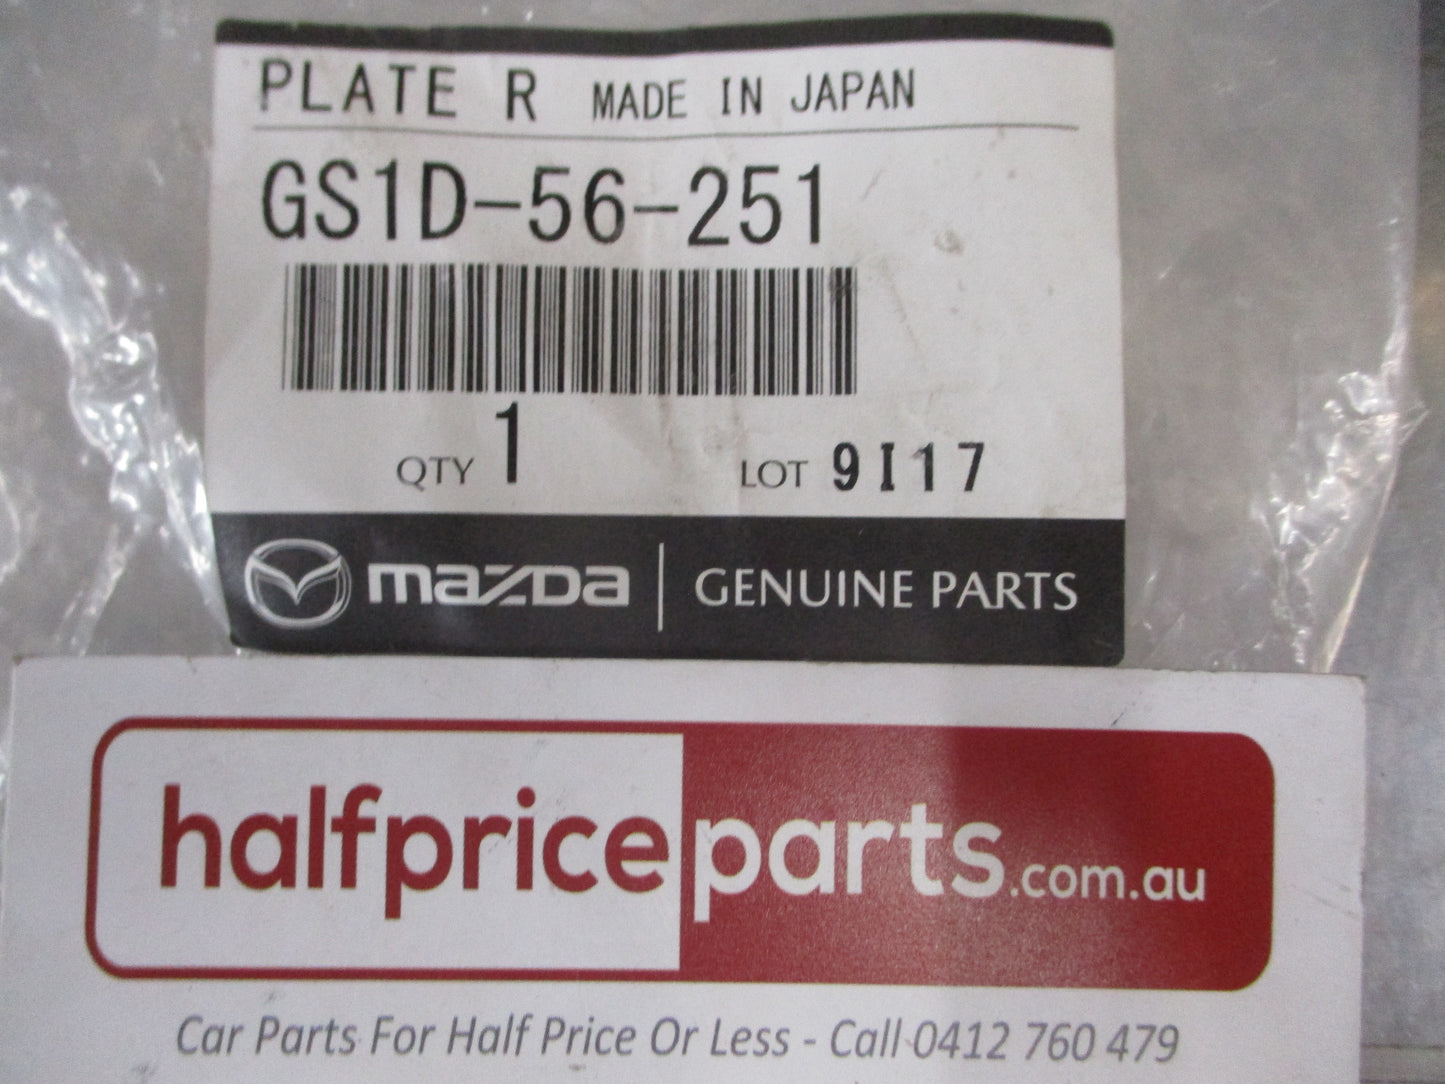 PLATE R MADE IN JAPAN
GS1D-56-251
QTY 1 LOT 9I17
mazda | GENUINE PARTS
halfpriceparts.com.au
Car Parts For Half Price Or Less - Call 0412 760 479